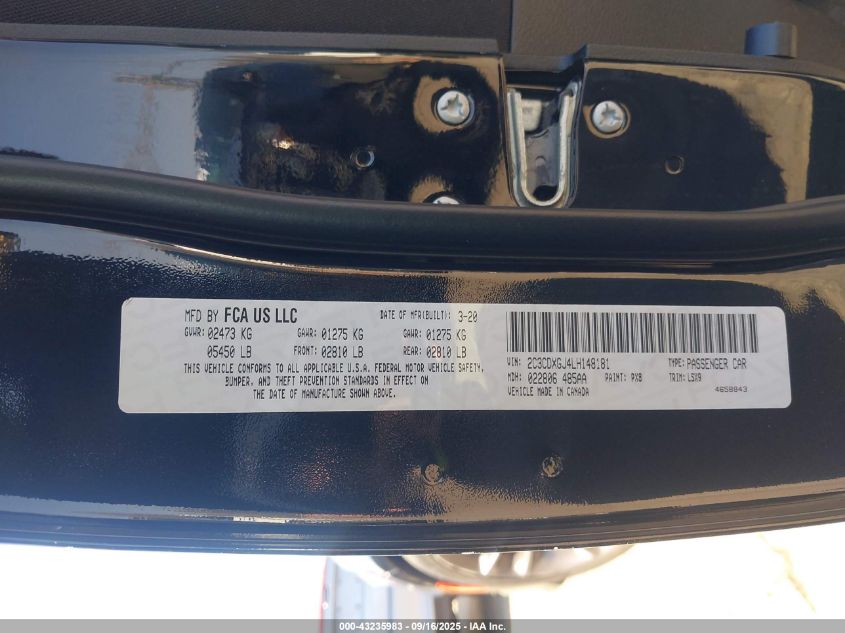 MFD BY FCA US LLC DATE OF MFR(BUILT): 3-20
GVWR: 02473 KG GAWR: 01275 KG GAWR: 01275 KG
05450 LB FRONT: 02810 LB REAR: 02810 LB
THIS VEHICLE CONFORMS TO ALL APPLICABLE U.S.A. FEDERAL MOTOR VEHICLE SAFETY,
BUMPER, AND THEFT PREVENTION STANDARDS IN EFFECT ON
THE DATE OF MANUFACTURE SHOWN ABOVE.
VIN: 2C3CDXGJ4LH148181 TYPE: PASSENGER CAR
MDH: 022806 485AA PAINT: PX8 TRIM: LSX9
VEHICLE MADE IN CANADA 4658843
000-43235983 - 09/16/2025 - IAA Inc.